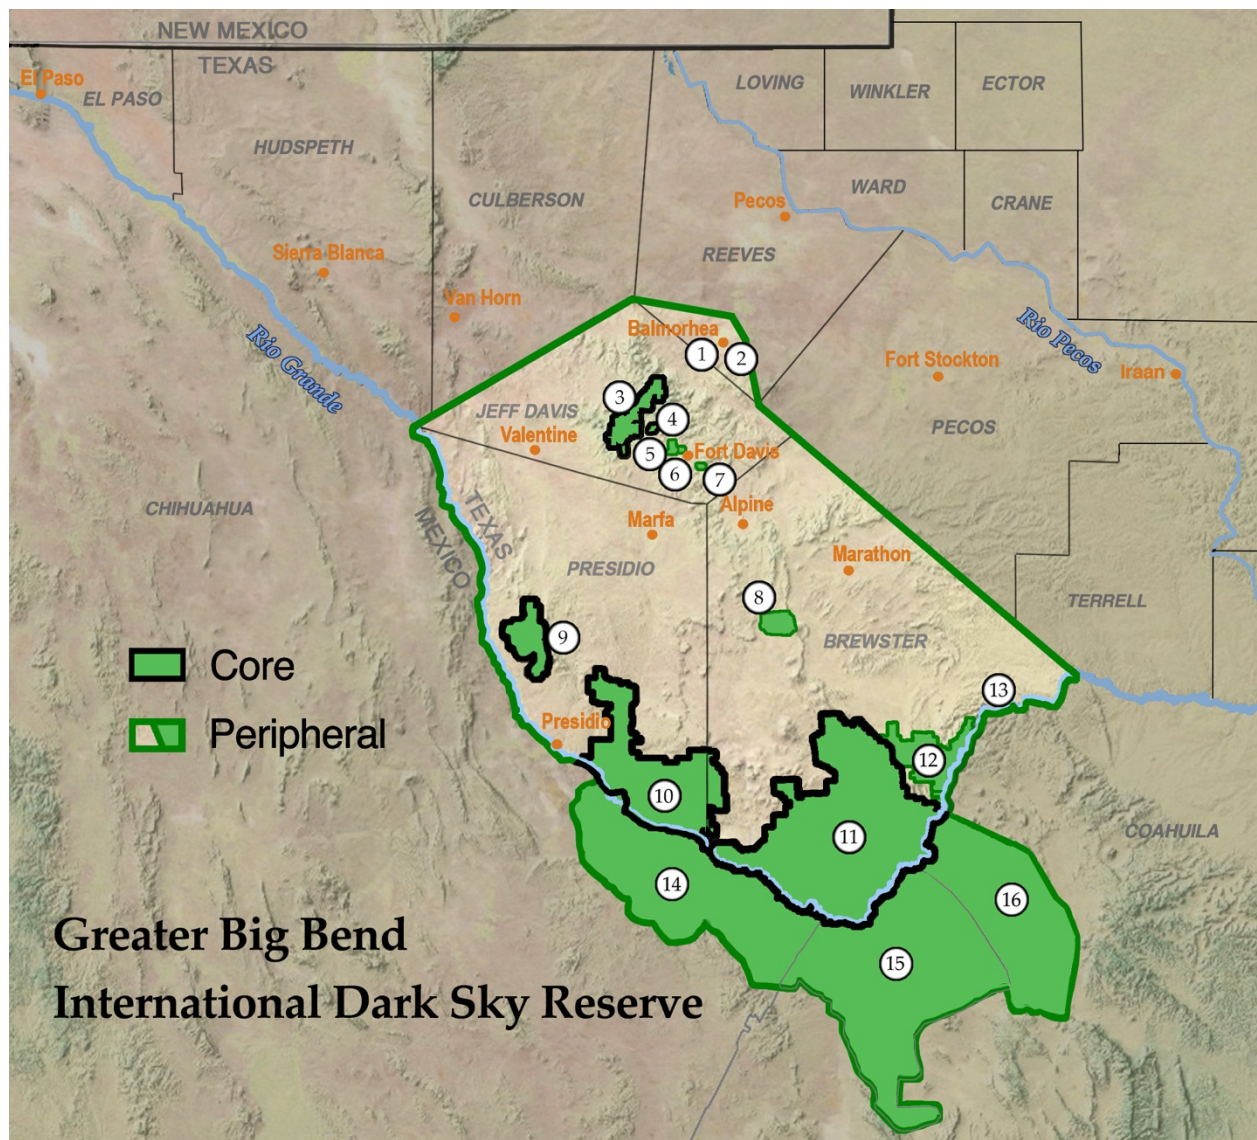 NEW MEXICO
TEXAS
El Paso
EL PASO
LOVING
WINKLER
ECTOR
HUDSPETH
CULBERSON
WARD
CRANE
Pecos
REEVES
Sierra Blanca
Van Horn
Rio Grande
Rio Pecos
Balmorhea
1
2
Fort Stockton
Iraan
3
JEFF DAVIS
4
Valentine
PECOS
5
Fort Davis
6
7
CHIHUAHUA
TEXAS
MEXICO
Marfa
Alpine
Marathon
PRESIDIO
8
TERRELL
9
BREWSTER
Core
13
Presidio
Peripheral
12
10
11
COAHUILA
14
16
Greater Big Bend
15
International Dark Sky Reserve